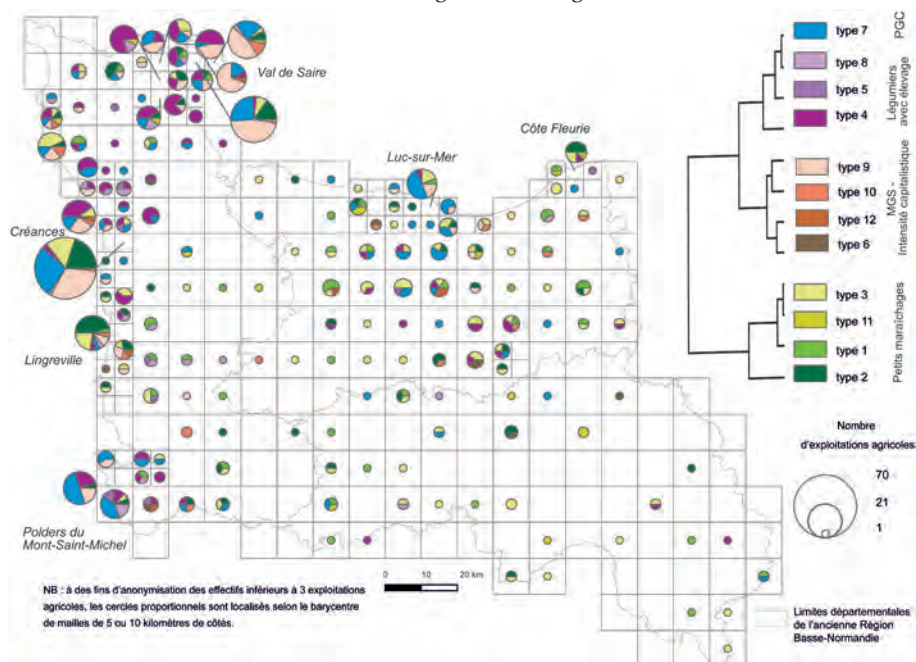 Val de Saire
Côte Fleurie
Luc-sur-Mer
Créances
Lingreville
Polders du
Mont-Saint-Michel
type 7
type 8
type 5
type 4
type 9
type 10
type 12
type 6
type 3
type 11
type 1
type 2
PGC
Légumiers
avec élevage
MGS -
Intensité capitalistique
Petits maraîchages
Nombre
d'exploitations agricoles
70
21
1
0 10 20 km
NB : à des fins d'anonymisation des effectifs inférieurs à 3 exploitations
agricoles, les cercles proportionnels sont localisés selon le barycentre
de mailles de 5 ou 10 kilomètres de côtés.
Limites départementales
de l'ancienne Région
Basse-Normandie